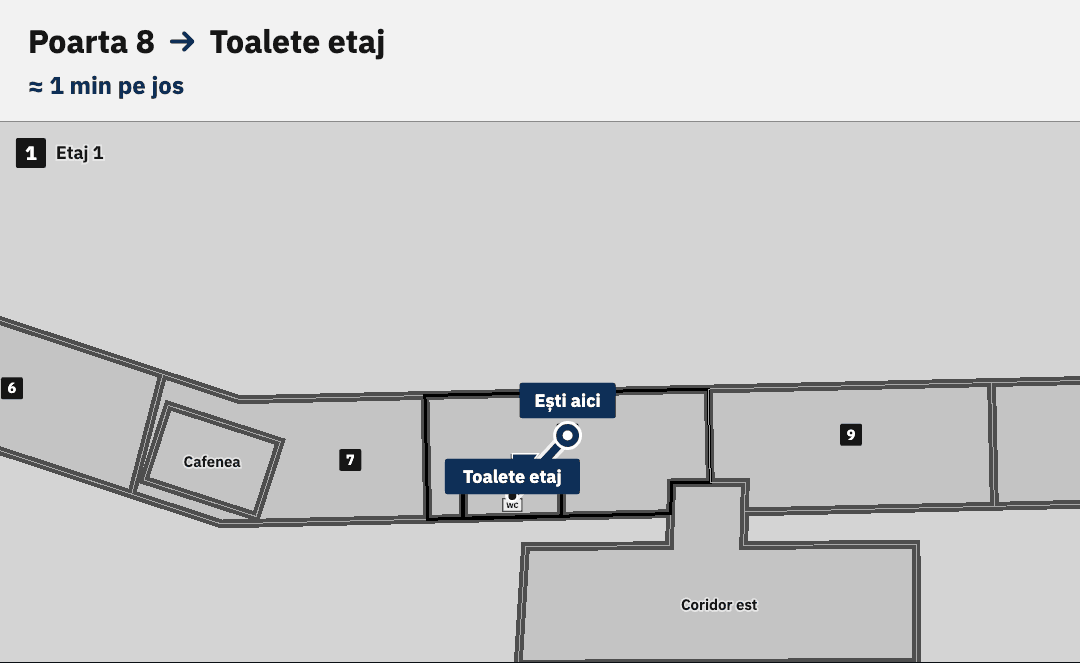 Poarta 8 → Toalete etaj
≈ 1 min pe jos
1 Etaj 1
6
Ești aici
9
7
Cafenea
Toalete etaj
WC
Coridor est